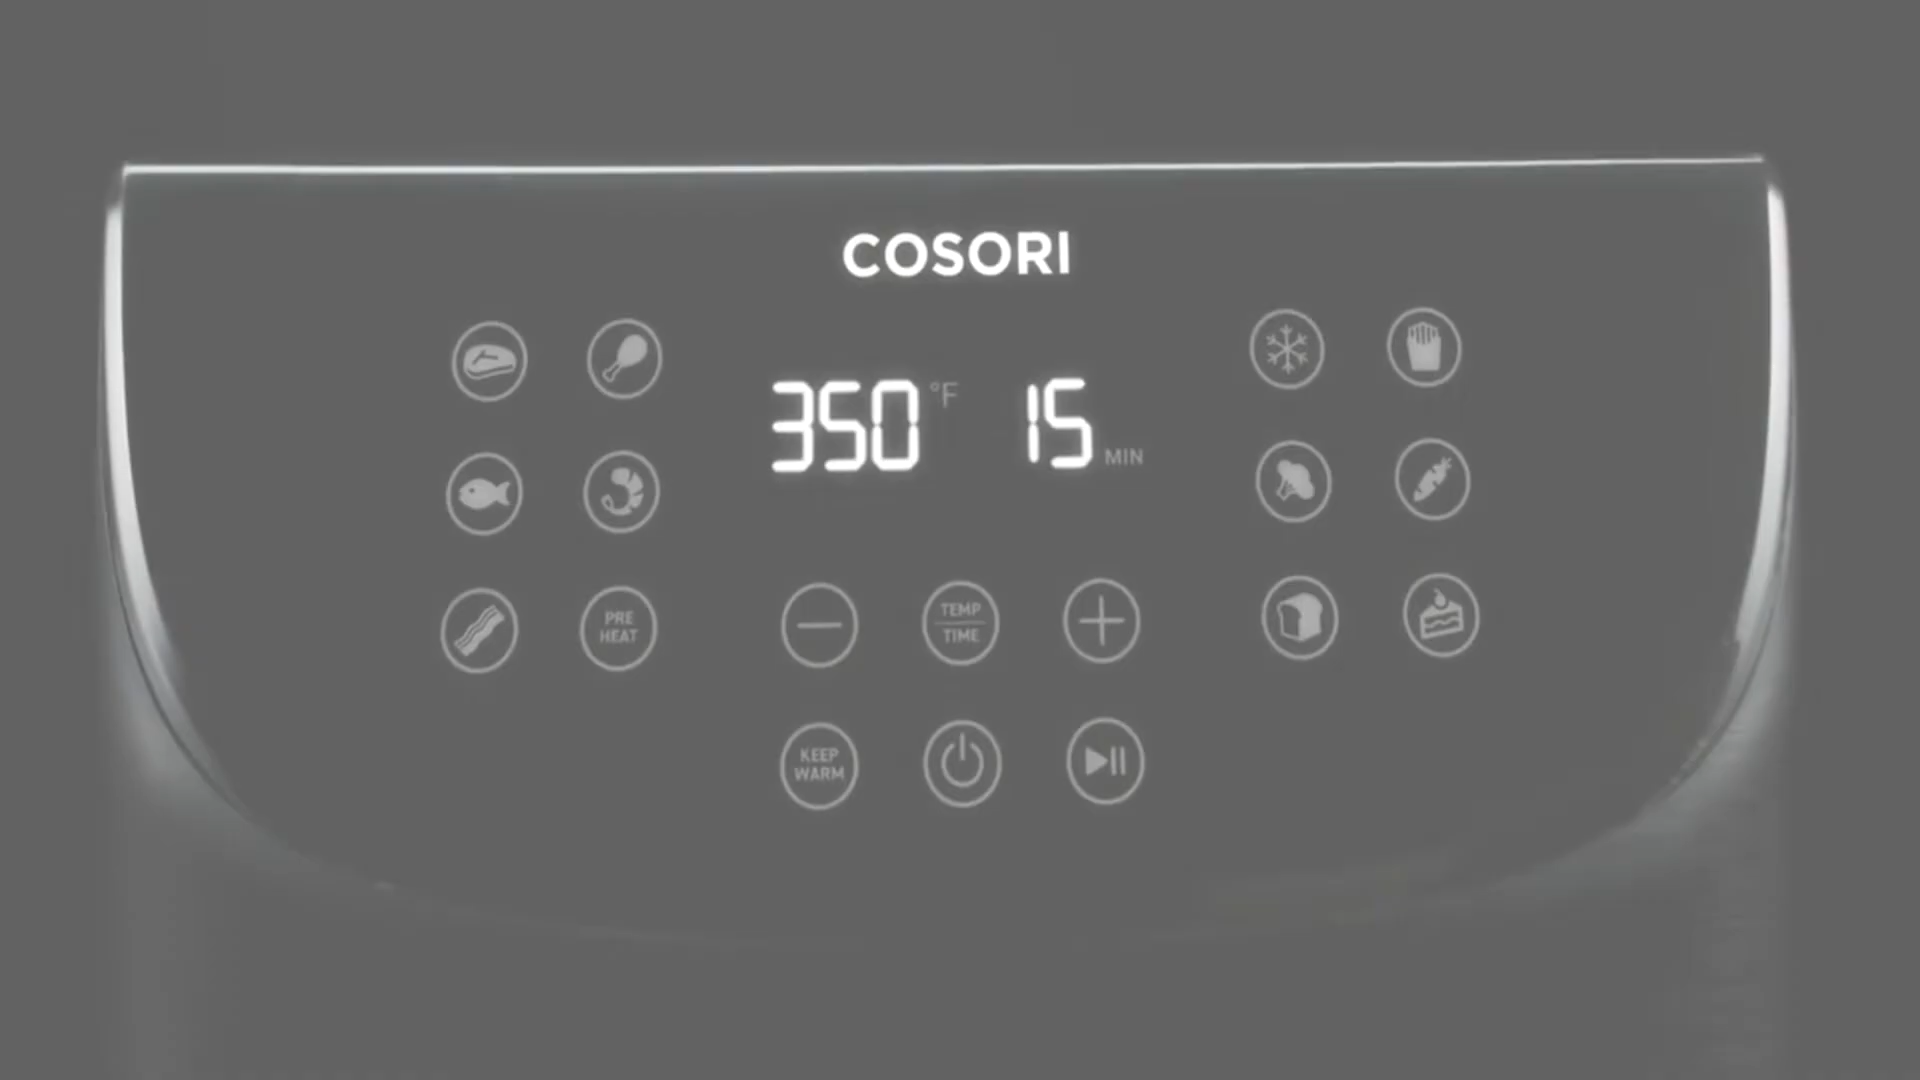 COSORI
350 °F 15 MIN
PRE
HEAT
TEMP
TIME
KEEP
WARM